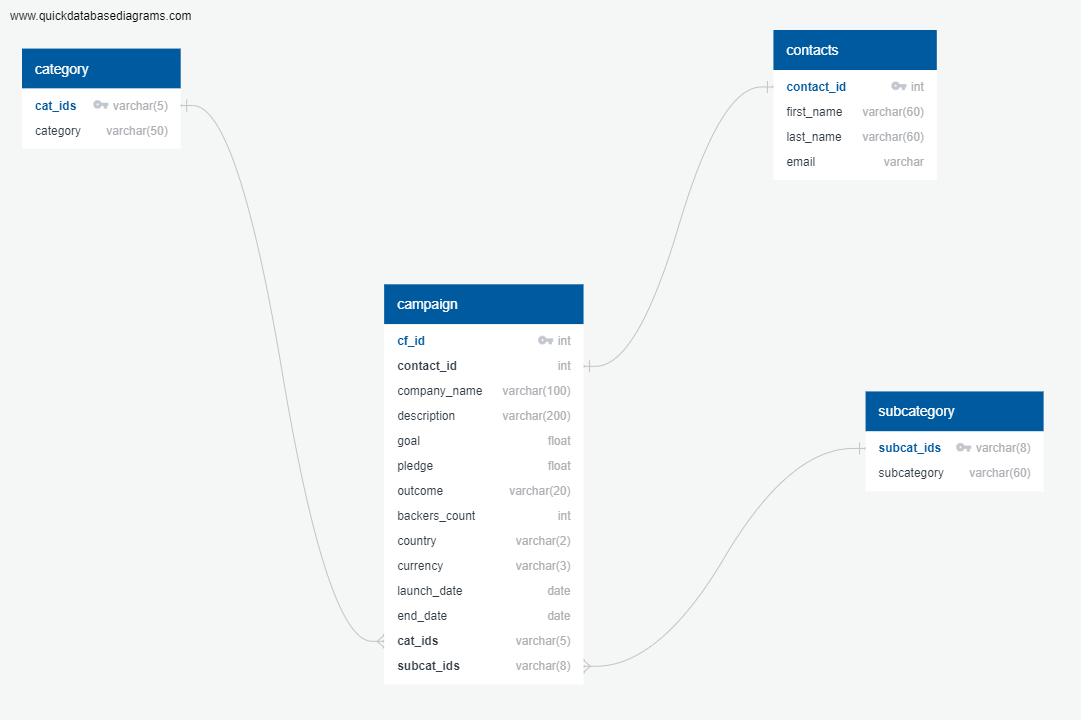 www.quickdatabasediagrams.com
category
cat_ids varchar(5)
category varchar(50)
contacts
contact_id int
first_name varchar(60)
last_name varchar(60)
email varchar
campaign
cf_id int
contact_id int
company_name varchar(100)
description varchar(200)
goal float
pledge float
outcome varchar(20)
backers_count int
country varchar(2)
currency varchar(3)
launch_date date
end_date date
cat_ids varchar(5)
subcat_ids varchar(8)
subcategory
subcat_ids varchar(8)
subcategory varchar(60)